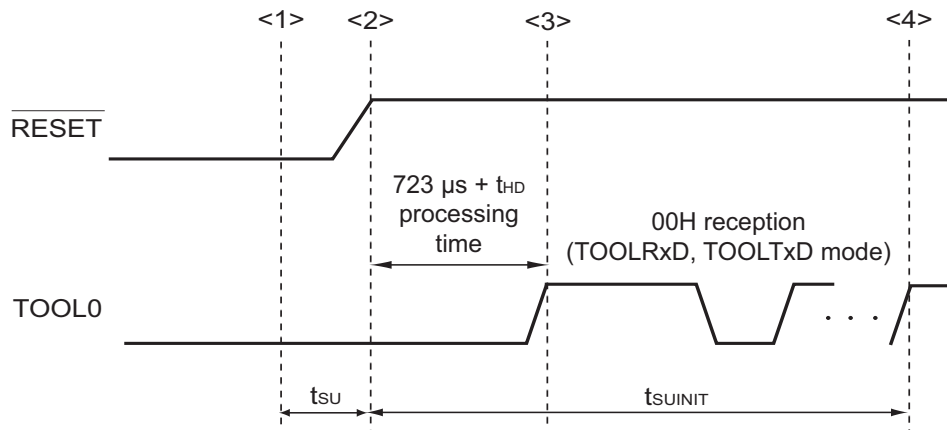 <1> <2> <3> <4>
RESET
723 µs + tHD
processing
time
00H reception
(TOOLRxD, TOOLTxD mode)
TOOL0
. . .
tSU
tSUINIT